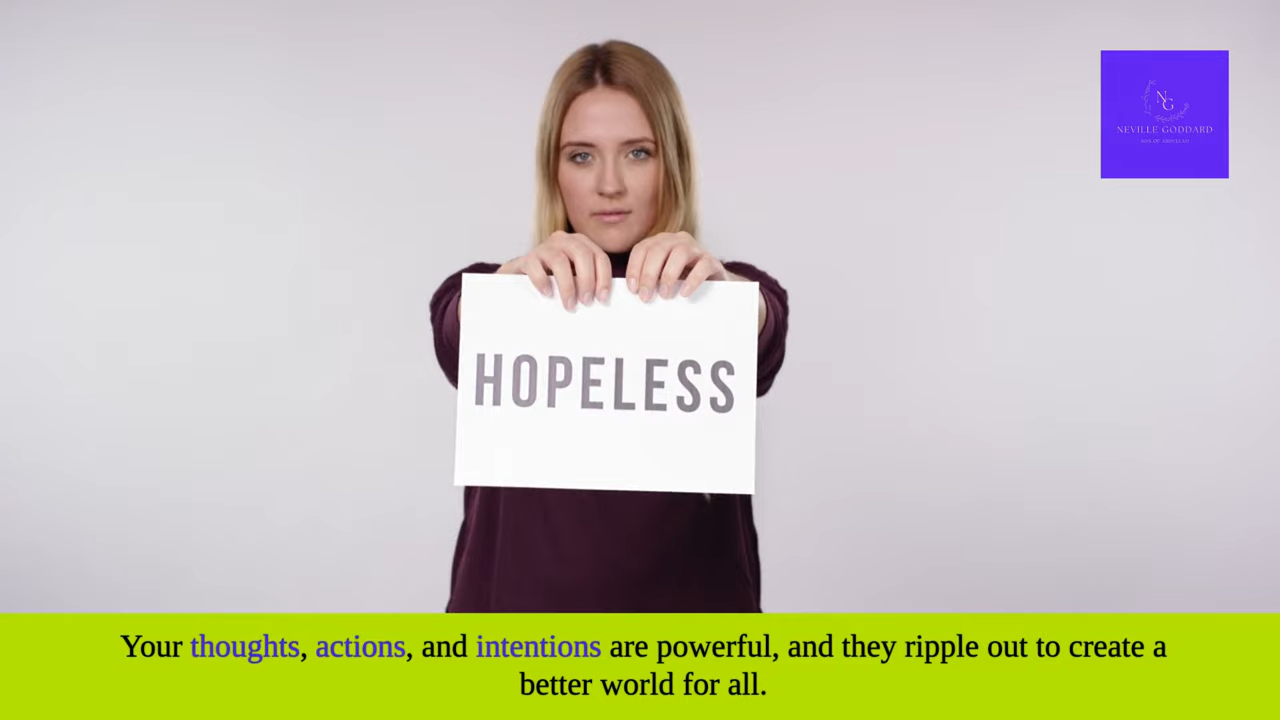 NG
NEVILLE GODDARD
HOPELESS
Your thoughts, actions, and intentions are powerful, and they ripple out to create a
better world for all.